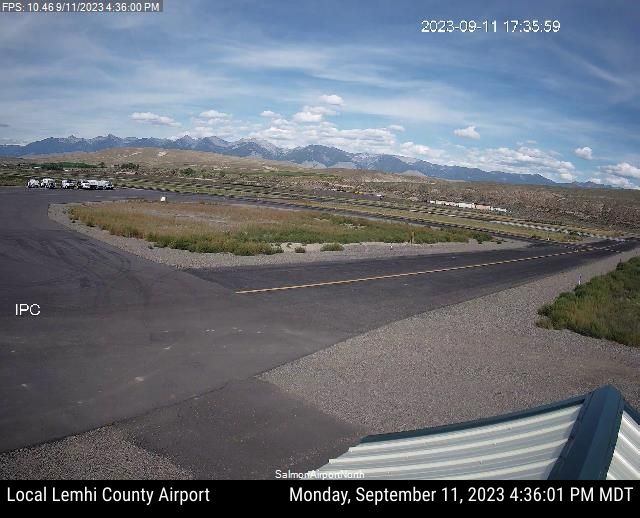 FPS: 10.46 9/11/2023 4:36:00 PM
2023-09-11 17:35:59
IPC
SalmonAirportNorth
Local Lemhi County Airport Monday, September 11, 2023 4:36:01 PM MDT